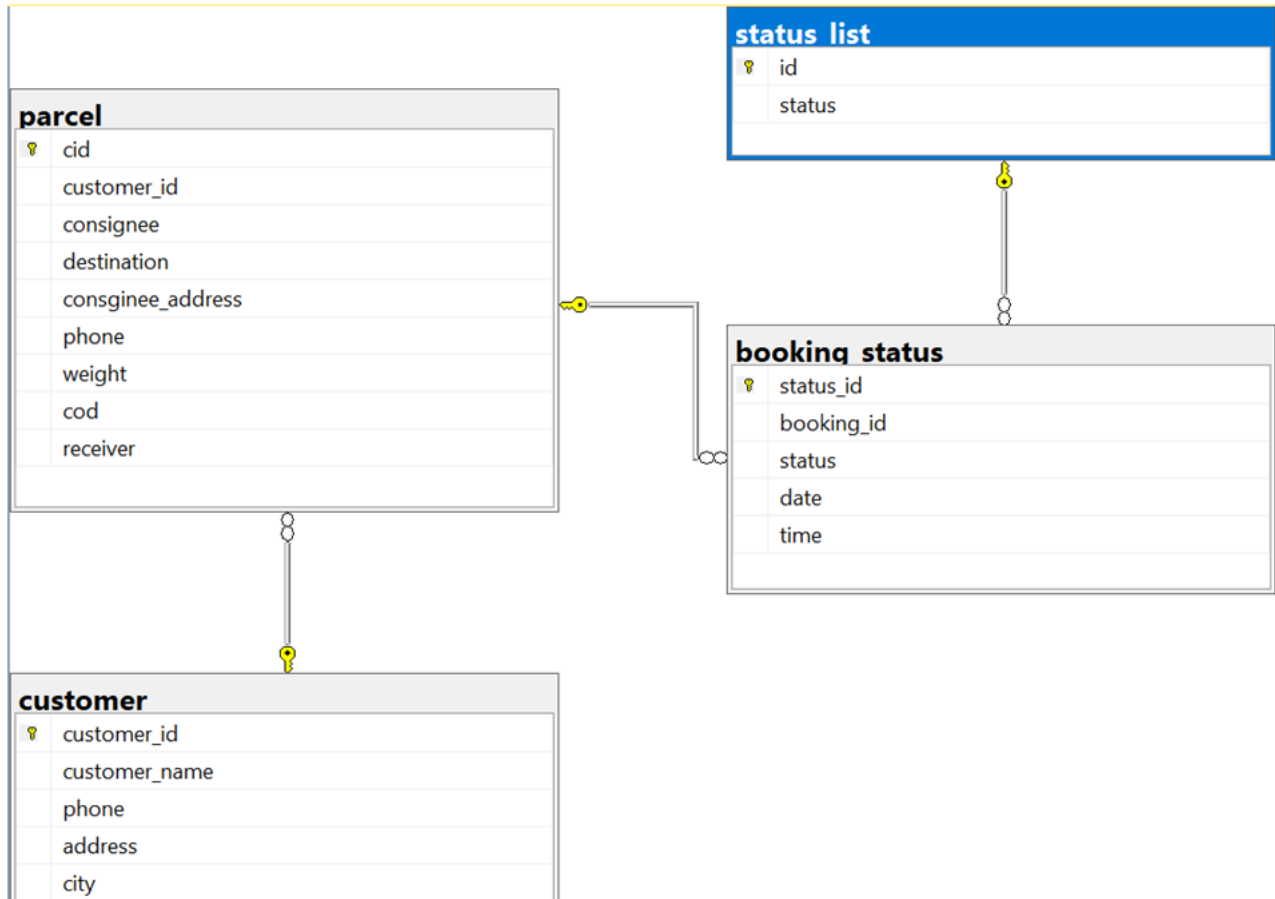 status_list
id
status
parcel
cid
customer_id
consignee
destination
consginee_address
phone
weight
cod
receiver
booking_status
status_id
booking_id
status
date
time
customer
customer_id
customer_name
phone
address
city